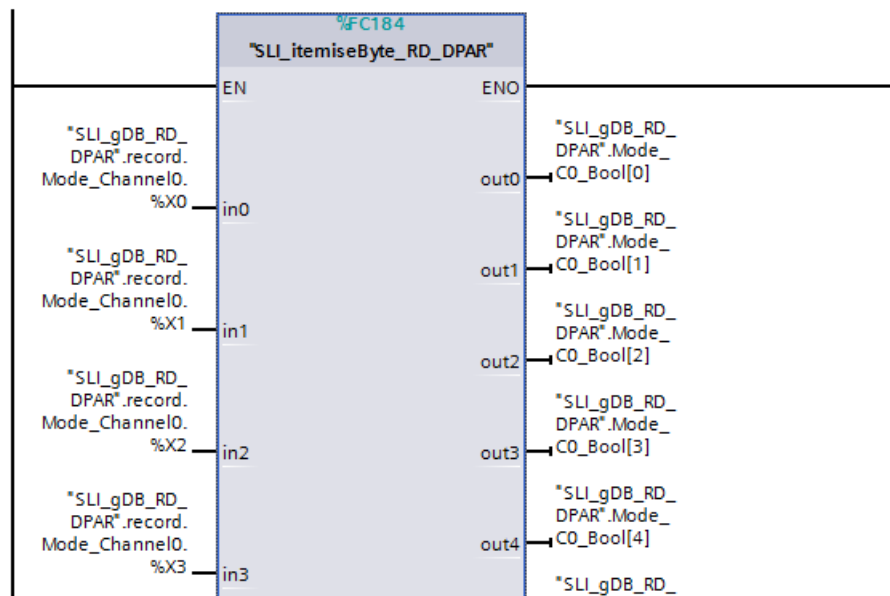 %FC184
"SLI_itemiseByte_RD_DPAR"
EN
ENO
"SLI_gDB_RD_
DPAR".record.
Mode_Channel0.
%X0
in0
"SLI_gDB_RD_
DPAR".record.
Mode_Channel0.
%X1
in1
"SLI_gDB_RD_
DPAR".record.
Mode_Channel0.
%X2
in2
"SLI_gDB_RD_
DPAR".record.
Mode_Channel0.
%X3
in3
"SLI_gDB_RD_
DPAR".Mode_
C0_Bool[0]
out0
"SLI_gDB_RD_
DPAR".Mode_
C0_Bool[1]
out1
"SLI_gDB_RD_
DPAR".Mode_
C0_Bool[2]
out2
"SLI_gDB_RD_
DPAR".Mode_
C0_Bool[3]
out3
"SLI_gDB_RD_
DPAR".Mode_
C0_Bool[4]
out4
"SLI_gDB_RD_